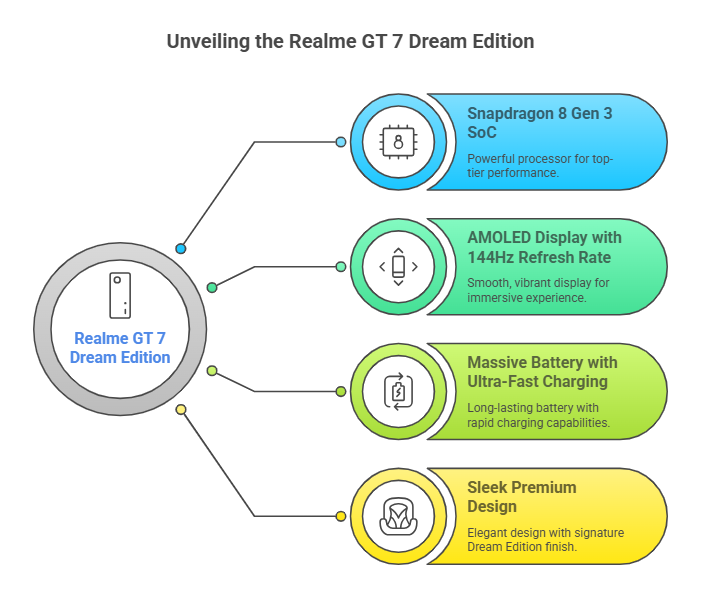 Unveiling the Realme GT 7 Dream Edition
Snapdragon 8 Gen 3
SoC
Powerful processor for top-
tier performance.
8
AMOLED Display with
144Hz Refresh Rate
Smooth, vibrant display for
immersive experience.
Realme GT 7
Dream Edition
Massive Battery with
Ultra-Fast Charging
Long-lasting battery with
rapid charging capabilities.
Sleek Premium
Design
Elegant design with signature
Dream Edition finish.